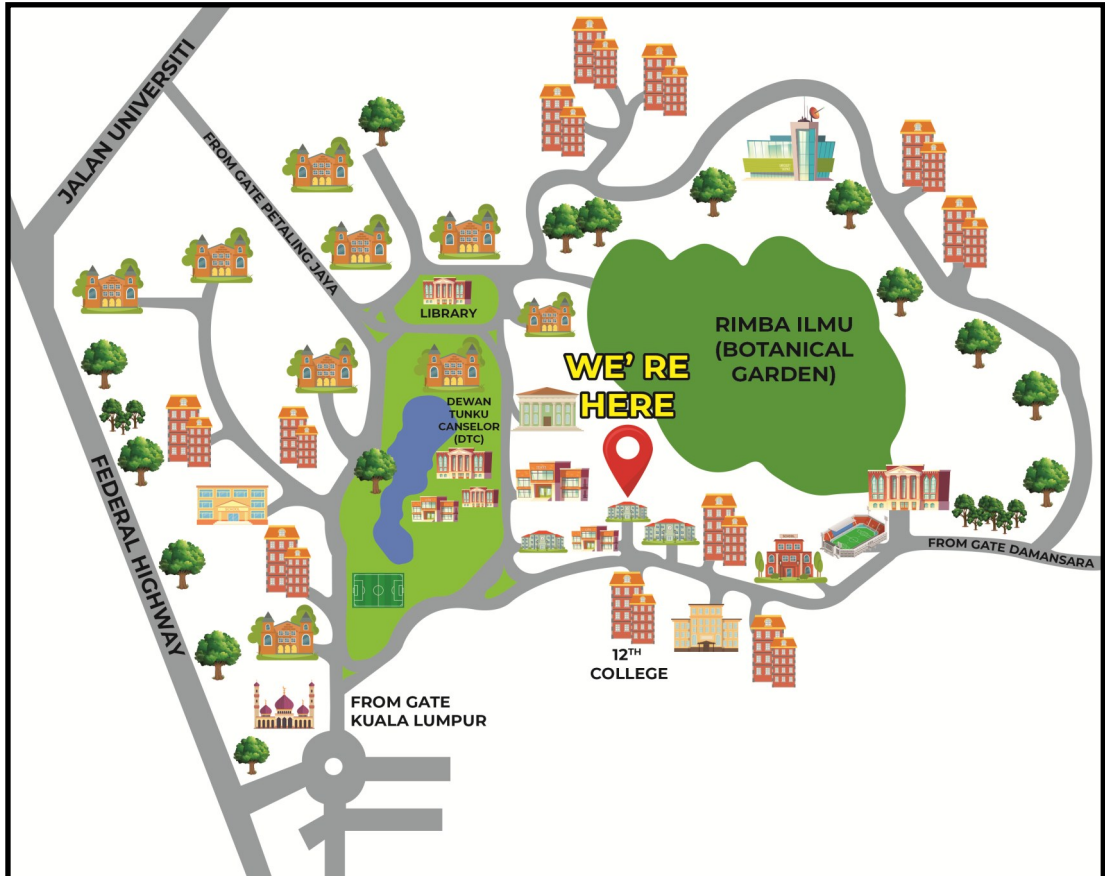 JALAN UNIVERSITI
FROM GATE PETALING JAYA
LIBRARY
RIMBA ILMU
(BOTANICAL
GARDEN)
WE' RE
HERE
DEWAN
TUNKU
CANSELOR
(DTC)
FEDERAL HIGHWAY
FROM GATE DAMANSARA
12TH
COLLEGE
FROM GATE
KUALA LUMPUR